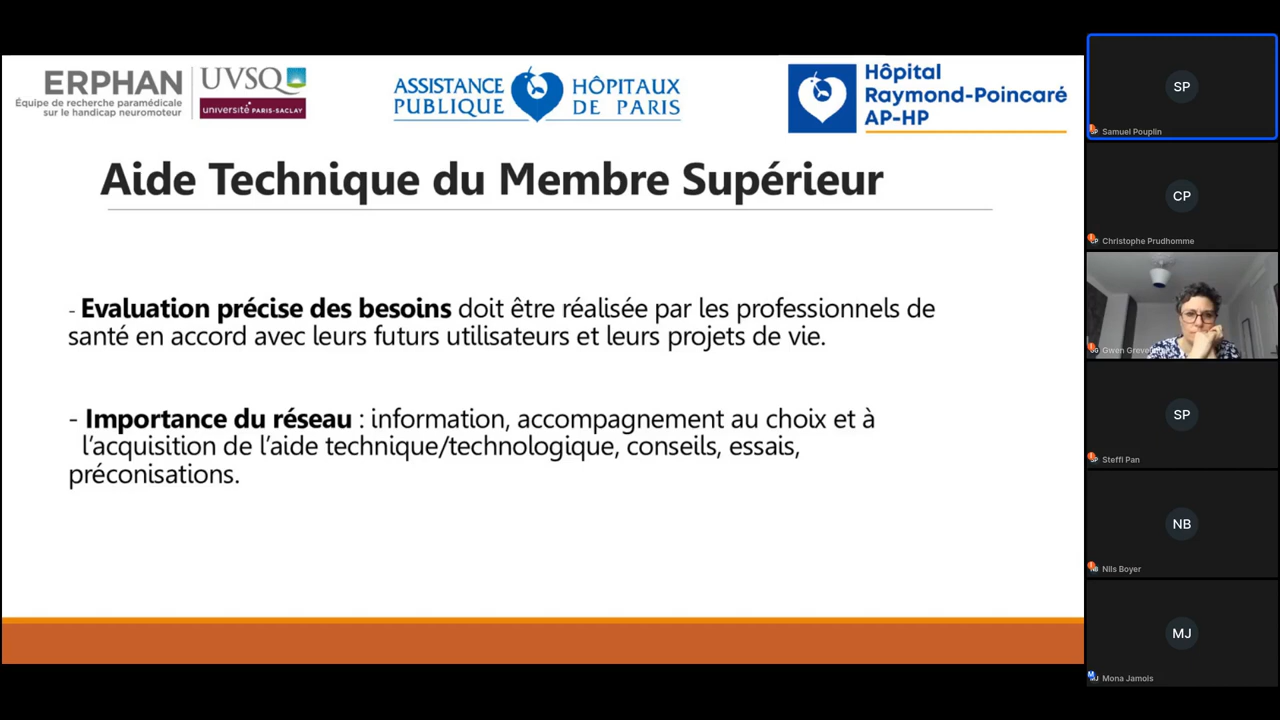 ERPHAN
Équipe de recherche paramédicale
sur le handicap neuromoteur
UVSQ
université PARIS-SACLAY
ASSISTANCE
PUBLIQUE
HÔPITAUX
DE PARIS
Hôpital
Raymond-Poincaré
AP-HP
Aide Technique du Membre Supérieur
- Evaluation précise des besoins doit être réalisée par les professionnels de
santé en accord avec leurs futurs utilisateurs et leurs projets de vie.
- Importance du réseau : information, accompagnement au choix et à
l'acquisition de l'aide technique/technologique, conseils, essais,
préconisations.
SP
Samuel Pouplin
CP
Christophe Prudhomme
Gwen
SP
Steffi Pan
NB
Nils Boyer
MJ
Mona Jamois